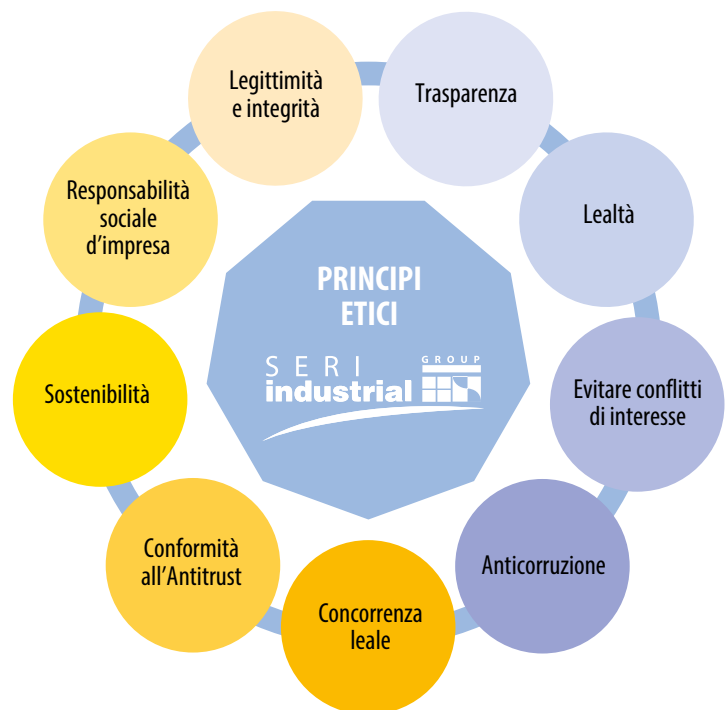 Legittimità
e integrità
Trasparenza
Lealtà
Evitare conflitti
di interesse
Anticorruzione
Concorrenza
leale
Conformità
all’Antitrust
Sostenibilità
Responsabilità
sociale
d’impresa
PRINCIPI
ETICI
SERI
industrial
GROUP